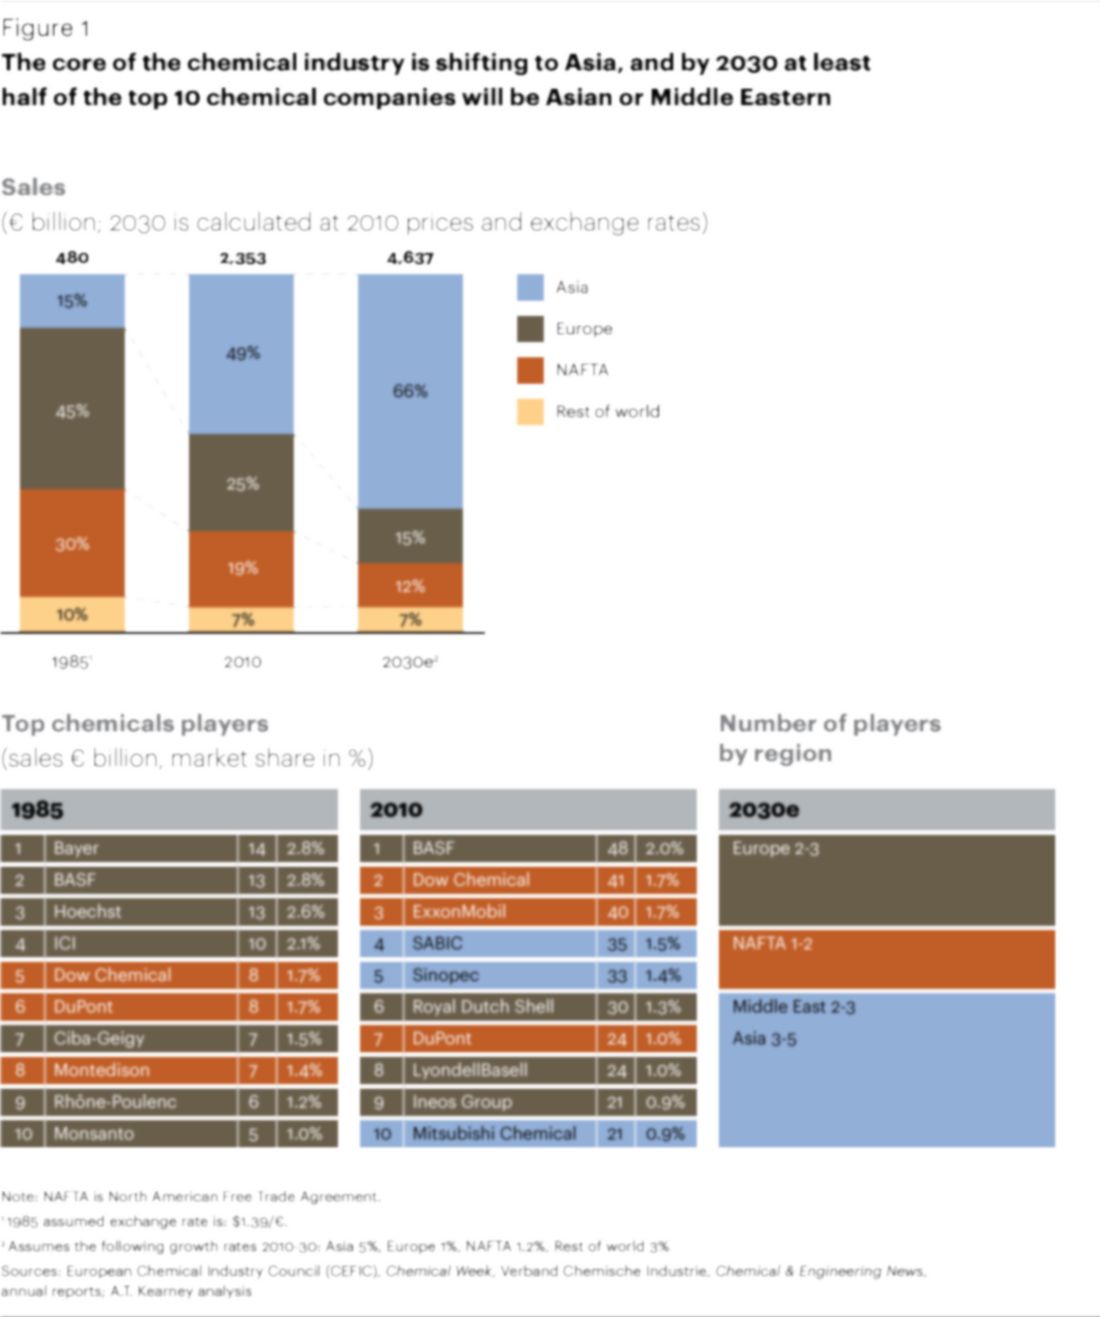 Figure 1
The core of the chemical industry is shifting to Asia, and by 2030 at least
half of the top 10 chemical companies will be Asian or Middle Eastern
Sales
(€ billion; 2030 is calculated at 2010 prices and exchange rates)
480 2,353 4,637
15% 49% 66% Asia
45% 25% 15% Europe
30% 19% 12% NAFTA
10% 7% 7% Rest of world
1985¹ 2010 2030e²
Top chemicals players
(sales € billion, market share in %)
Number of players
by region
1985
1 Bayer 14 2.8%
2 BASF 13 2.8%
3 Hoechst 13 2.6%
4 ICI 10 2.1%
5 Dow Chemical 8 1.7%
6 DuPont 8 1.7%
7 Ciba-Geigy 7 1.5%
8 Montedison 7 1.4%
9 Rhône-Poulenc 6 1.2%
10 Monsanto 5 1.0%
2010
1 BASF 48 2.0%
2 Dow Chemical 41 1.7%
3 ExxonMobil 40 1.7%
4 SABIC 35 1.5%
5 Sinopec 33 1.4%
6 Royal Dutch Shell 30 1.3%
7 DuPont 24 1.0%
8 LyondellBasell 24 1.0%
9 Ineos Group 21 0.9%
10 Mitsubishi Chemical 21 0.9%
2030e
Europe 2-3
NAFTA 1-2
Middle East 2-3
Asia 3-5
Note: NAFTA is North American Free Trade Agreement.
¹ 1985 assumed exchange rate is: $1.39/€.
² Assumes the following growth rates 2010-30: Asia 5%, Europe 1%, NAFTA 1.2%, Rest of world 3%
Sources: European Chemical Industry Council (CEFIC), Chemical Week, Verband Chemische Industrie, Chemical & Engineering News,
annual reports; A.T. Kearney analysis